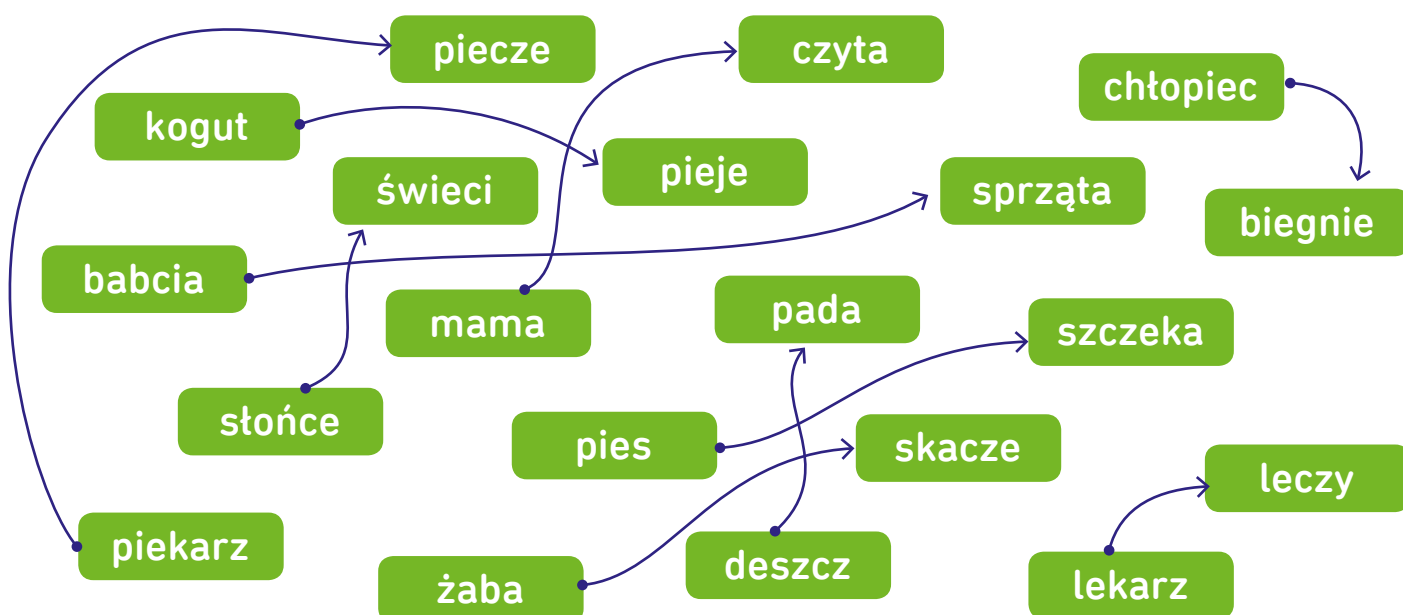 piecze
czyta
chłopiec
kogut
pieje
świeci
sprząta
biegnie
babcia
mama
pada
szczeka
słońce
pies
skacze
leczy
piekarz
żaba
deszcz
lekarz